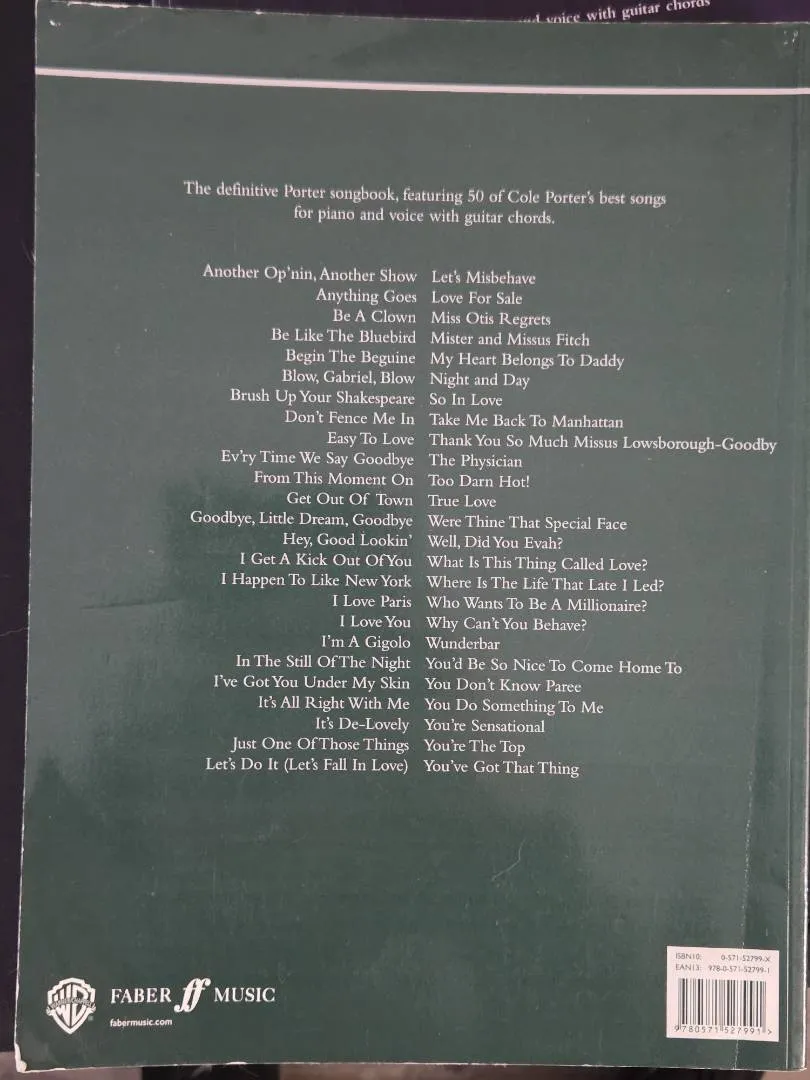 voice with guitar chords
The definitive Porter songbook, featuring 50 of Cole Porter's best songs
for piano and voice with guitar chords.
Another Op'nin, Another Show
Anything Goes
Be A Clown
Be Like The Bluebird
Begin The Beguine
Blow, Gabriel, Blow
Brush Up Your Shakespeare
Don't Fence Me In
Easy To Love
Ev'ry Time We Say Goodbye
From This Moment On
Get Out Of Town
Goodbye, Little Dream, Goodbye
Hey, Good Lookin'
I Get A Kick Out Of You
I Happen To Like New York
I Love Paris
I Love You
I'm A Gigolo
In The Still Of The Night
I've Got You Under My Skin
It's All Right With Me
It's De-Lovely
Just One Of Those Things
Let's Do It (Let's Fall In Love)
Let's Misbehave
Love For Sale
Miss Otis Regrets
Mister and Missus Fitch
My Heart Belongs To Daddy
Night and Day
So In Love
Take Me Back To Manhattan
Thank You So Much Missus Lowsborough-Goodby
The Physician
Too Darn Hot!
True Love
Were Thine That Special Face
Well, Did You Evah?
What Is This Thing Called Love?
Where Is The Life That Late I Led?
Who Wants To Be A Millionaire?
Why Can't You Behave?
Wunderbar
You'd Be So Nice To Come Home To
You Don't Know Paree
You Do Something To Me
You're Sensational
You're The Top
You've Got That Thing
ISBN10: 0-571-52799-X
EAN13: 978-0-571-52799-1
9 780571 527991 >
WB
FABER ff MUSIC
fabermusic.com